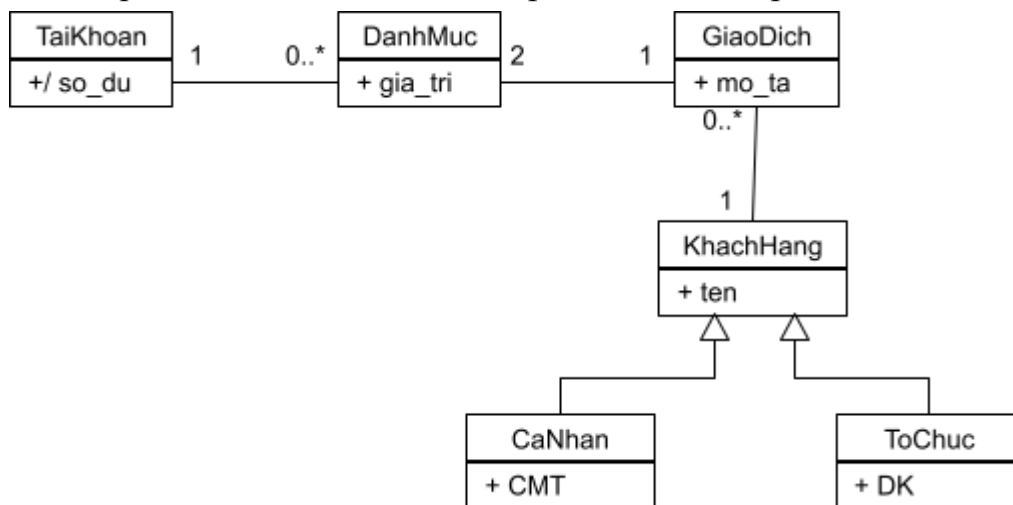 TaiKhoan
+/ so_du
1
0..*
DanhMuc
+ gia_tri
2
1
GiaoDich
+ mo_ta
0..*
1
KhachHang
+ ten
CaNhan
+ CMT
ToChuc
+ DK